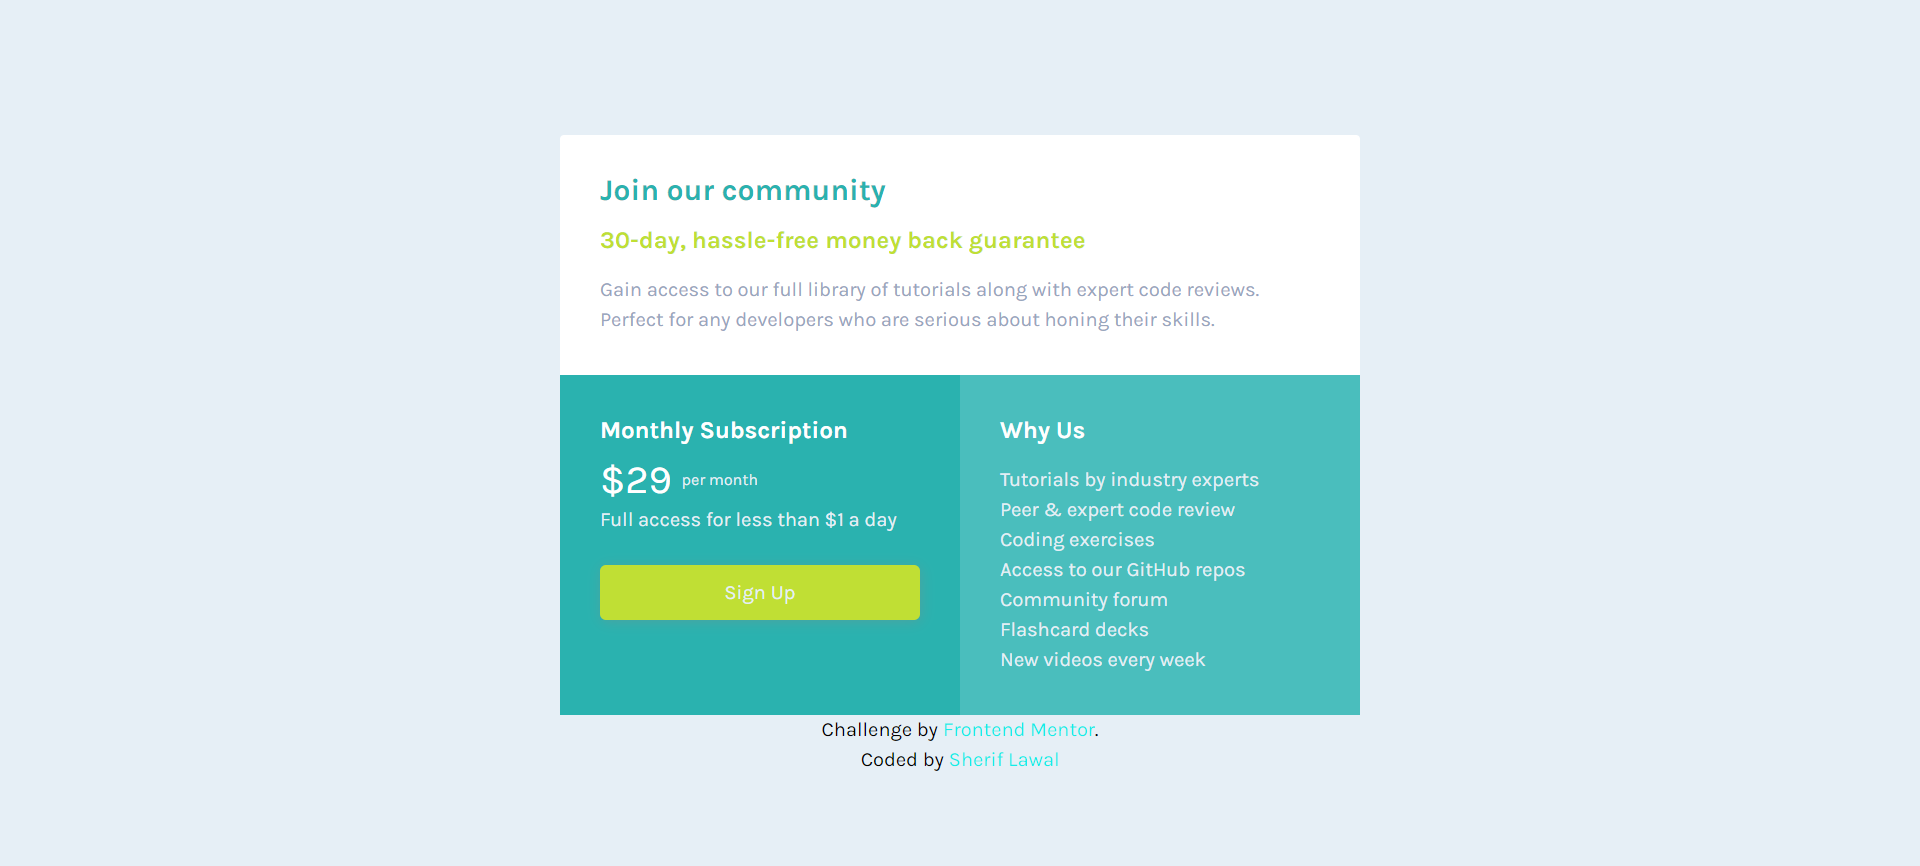 Join our community
30-day, hassle-free money back guarantee
Gain access to our full library of tutorials along with expert code reviews.
Perfect for any developers who are serious about honing their skills.
Monthly Subscription
$29 per month
Full access for less than $1 a day
Sign Up
Why Us
Tutorials by industry experts
Peer & expert code review
Coding exercises
Access to our GitHub repos
Community forum
Flashcard decks
New videos every week
Challenge by Frontend Mentor.
Coded by Sherif Lawal